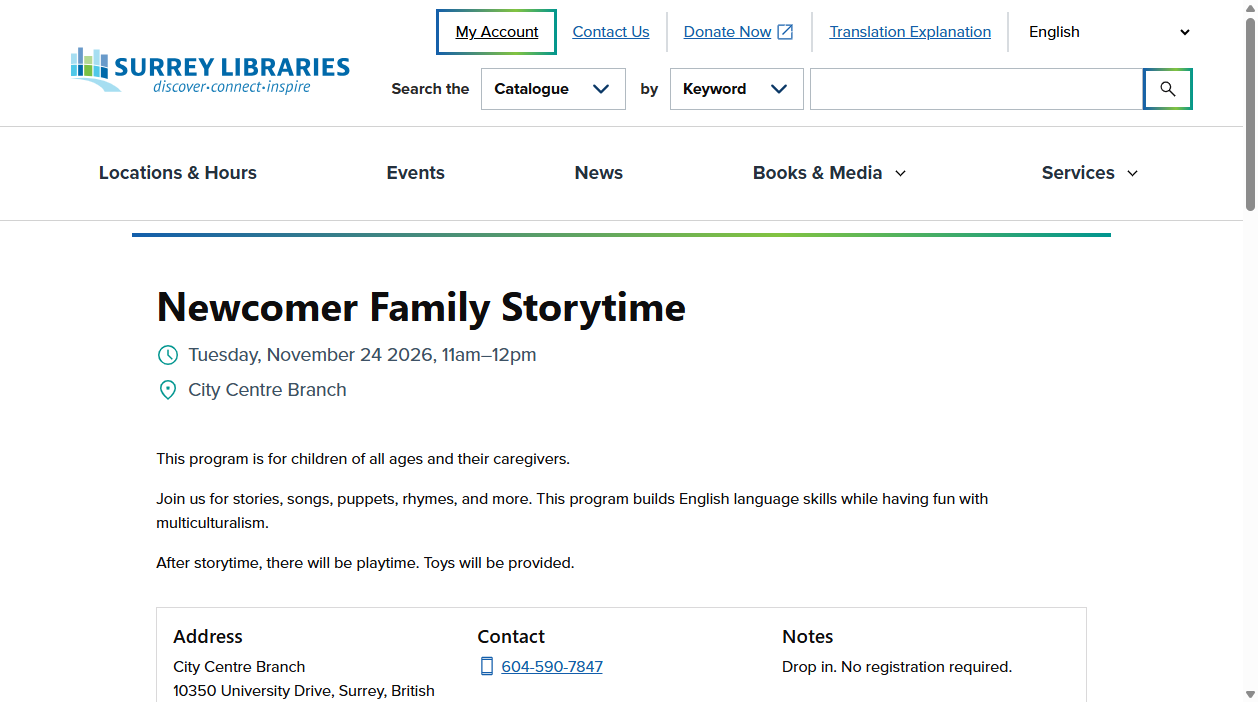 My Account
Contact Us
Donate Now
Translation Explanation
English
SURREY LIBRARIES
discover·connect·inspire
Search the
Catalogue
by
Keyword
Locations & Hours
Events
News
Books & Media
Services
Newcomer Family Storytime
Tuesday, November 24 2026, 11am–12pm
City Centre Branch
This program is for children of all ages and their caregivers.
Join us for stories, songs, puppets, rhymes, and more. This program builds English language skills while having fun with
multiculturalism.
After storytime, there will be playtime. Toys will be provided.
Address
City Centre Branch
10350 University Drive, Surrey, British
Contact
604-590-7847
Notes
Drop in. No registration required.